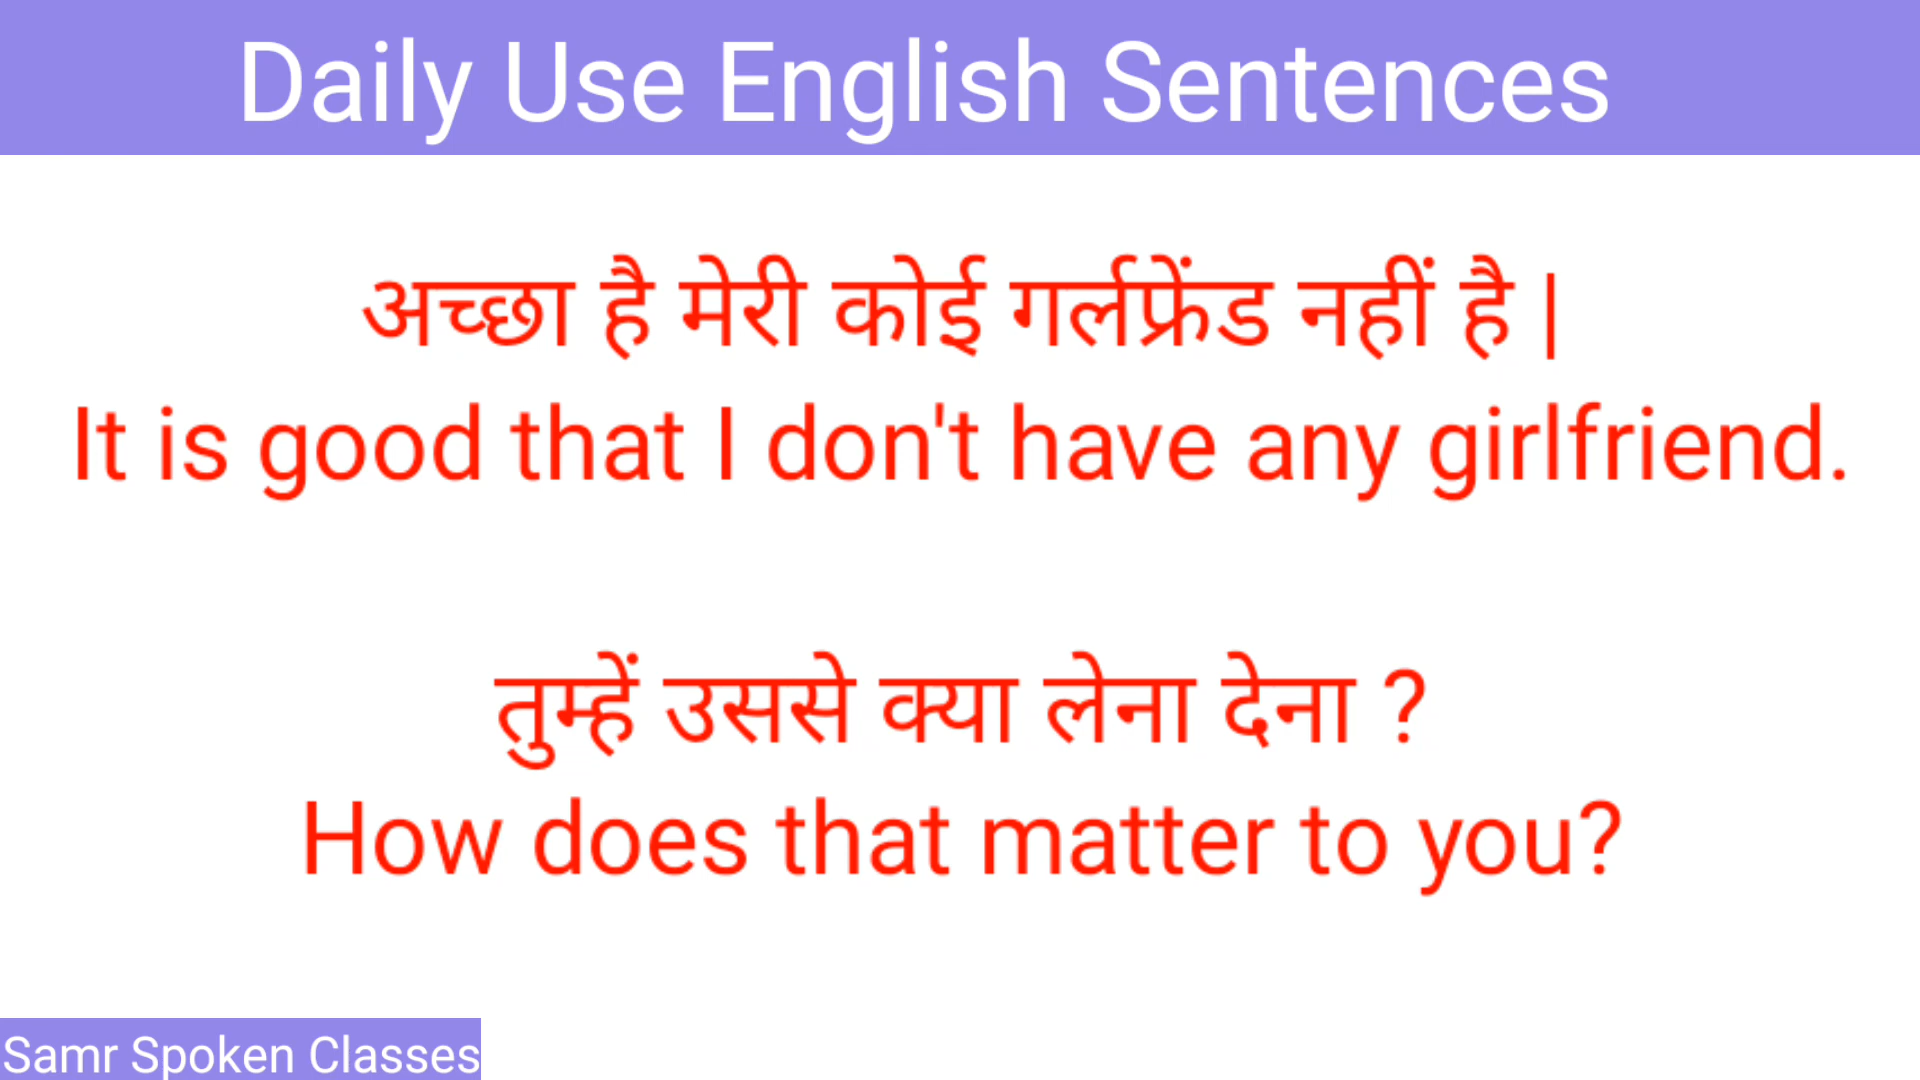 Daily Use English Sentences
अच्छा है मेरी कोई गर्लफ्रेंड नहीं है |
It is good that I don't have any girlfriend.
तुम्हें उससे क्या लेना देना ?
How does that matter to you?
Samr Spoken Classes